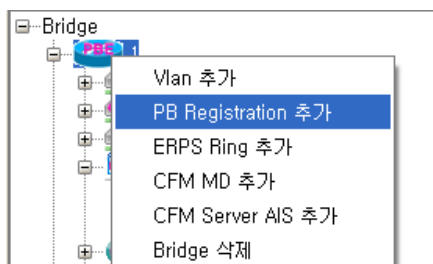 Bridge
PBS 1
Vlan 추가
PB Registration 추가
ERPS Ring 추가
CFM MD 추가
CFM Server AIS 추가
Bridge 삭제